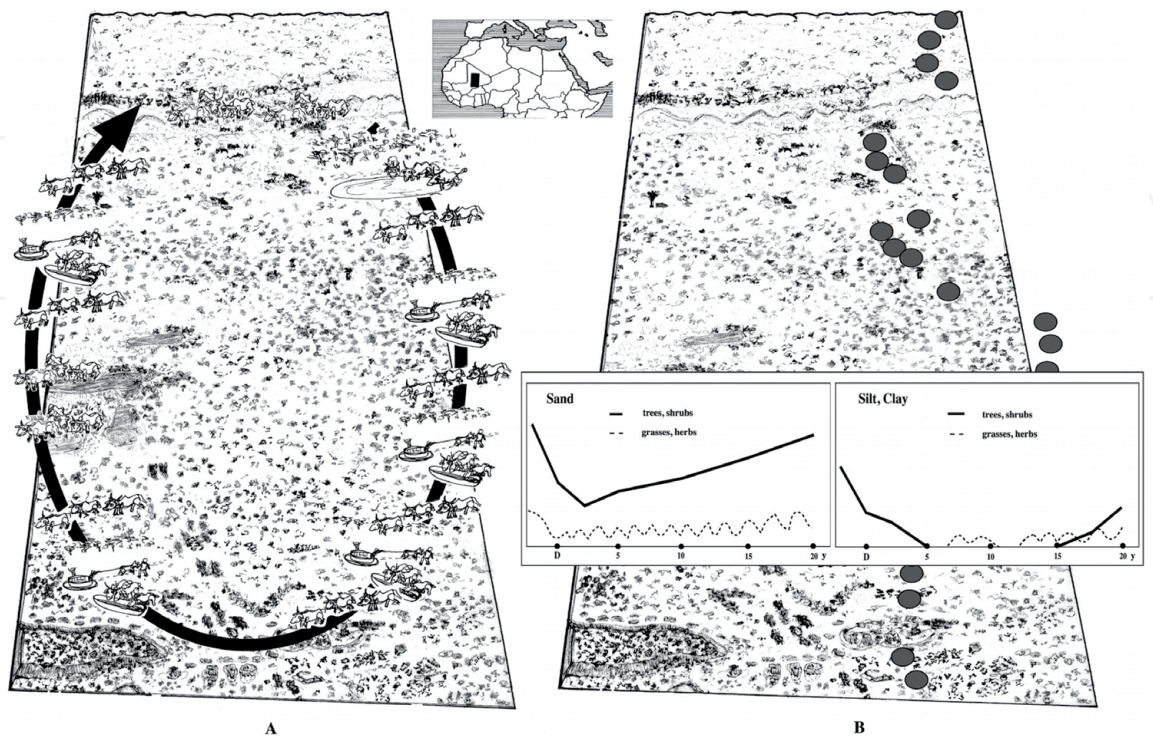 Sand
trees, shrubs
grasses, herbs
D 5 10 15 20 y
Silt, Clay
trees, shrubs
grasses, herbs
D 5 10 15 20 y
A
B